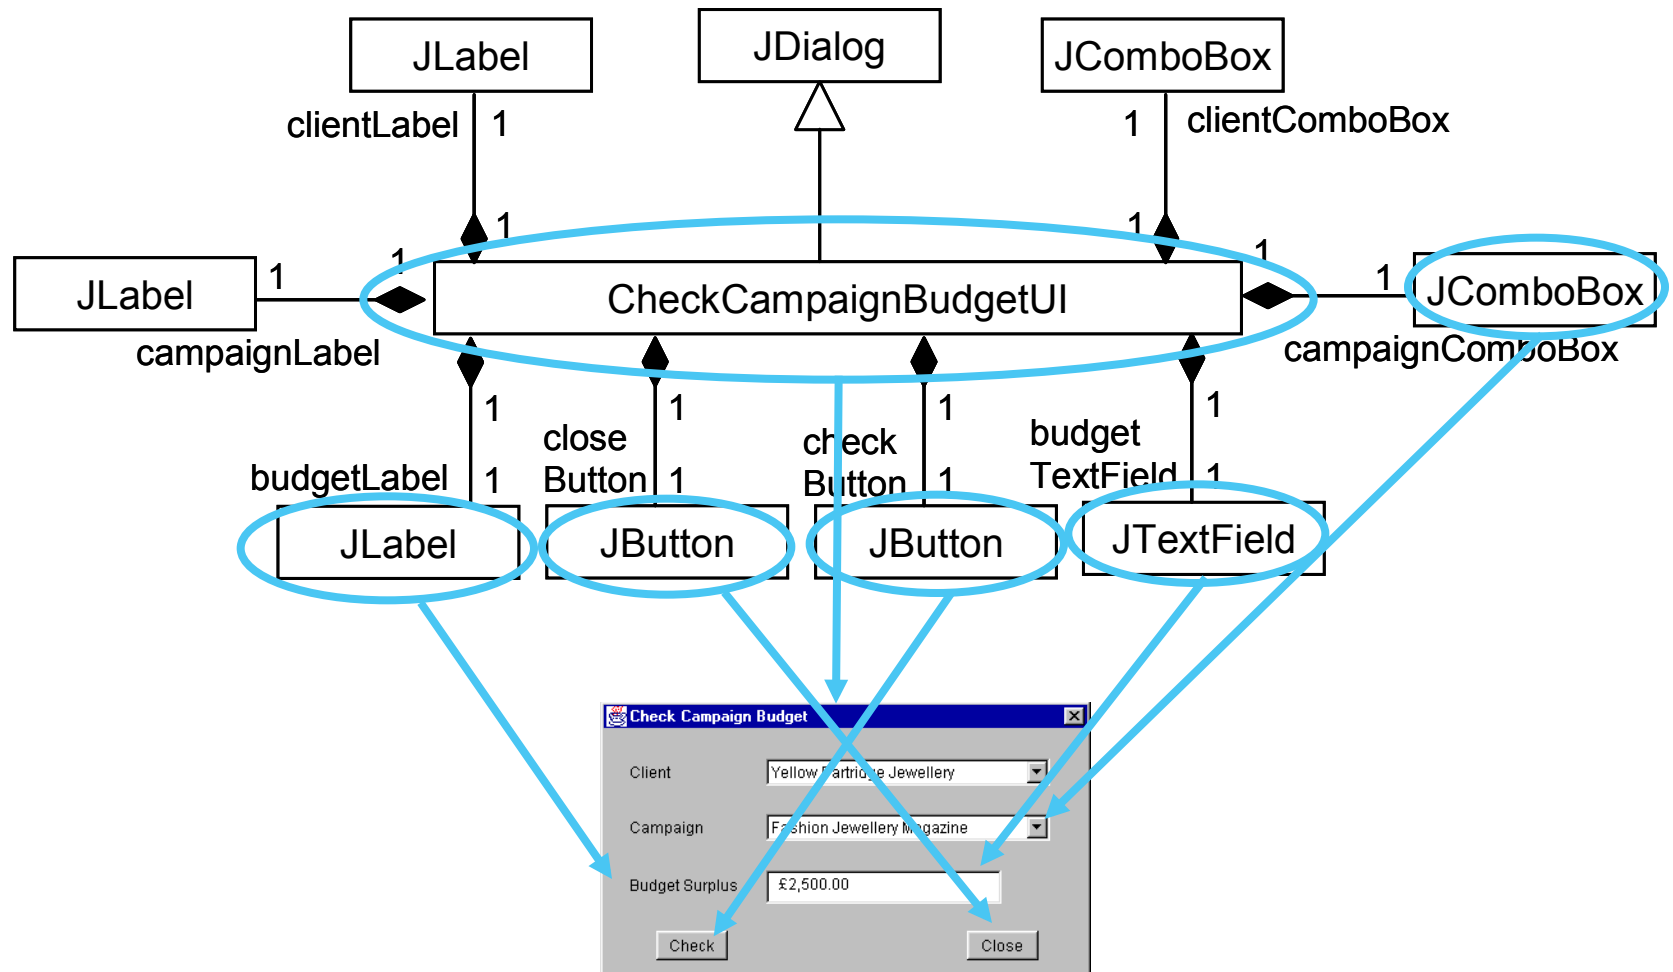 JLabel
JDialog
JComboBox
clientLabel
1
1
clientComboBox
1
1
1
1
1
1
JLabel
1
CheckCampaignBudgetUI
1
JComboBox
campaignLabel
campaignComboBox
1
1
1
1
close
Button
check
Button
budget
TextField
budgetLabel
1
1
1
1
JLabel
JButton
JButton
JTextField
Check Campaign Budget
Client
Yellow Partridge Jewellery
Campaign
Fashion Jewellery Magazine
Budget Surplus
£2,500.00
Check
Close